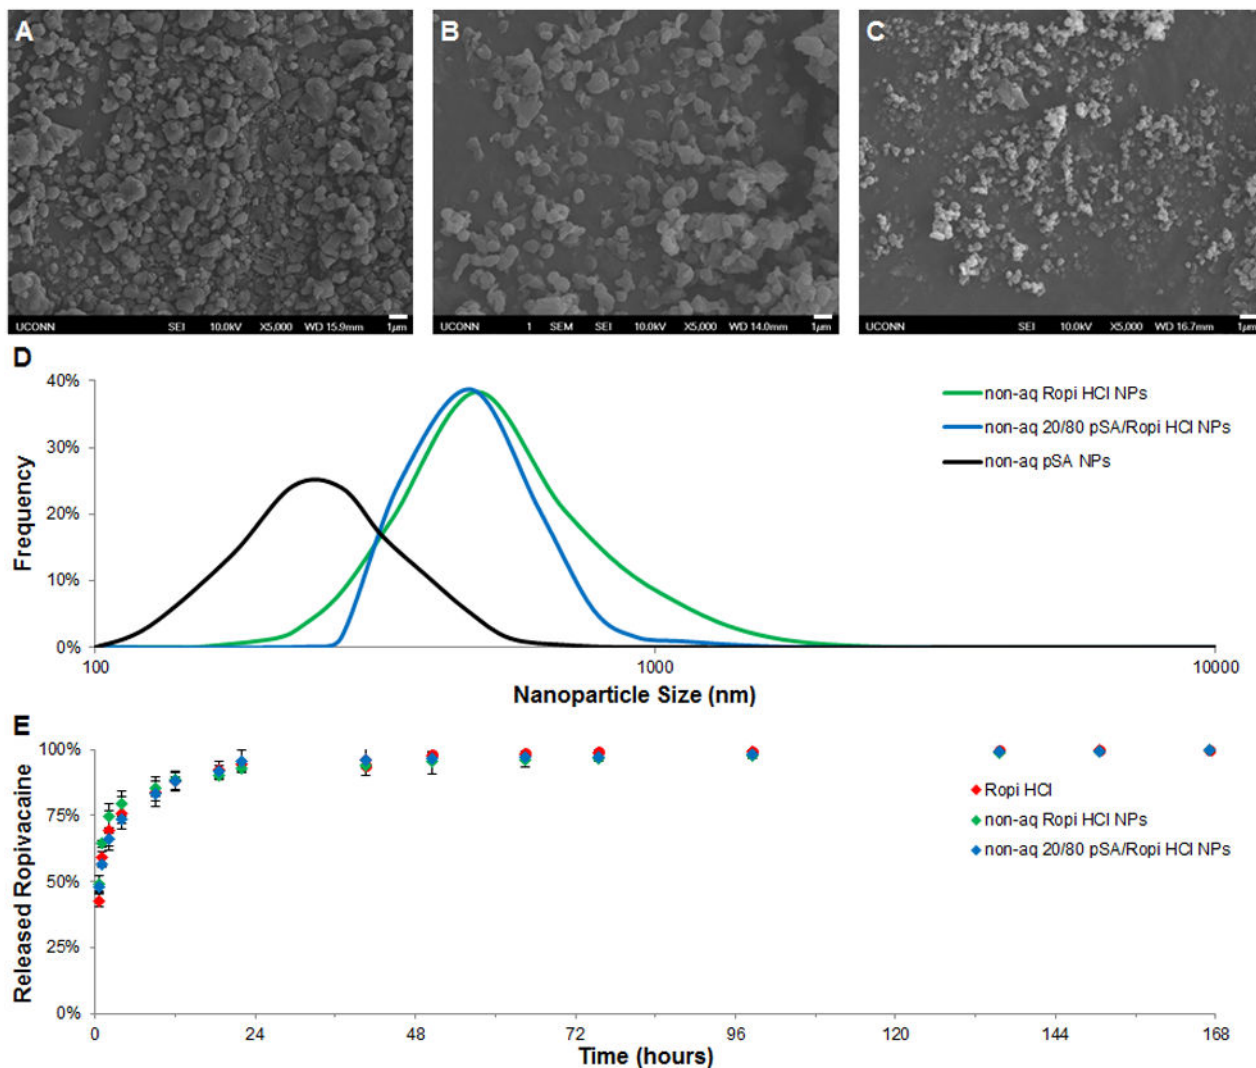 A
B
C
UCONN SEI 10.0kV X5,000 WD 15.9mm 1μm
UCONN 1 SEM SEI 10.0kV X5,000 WD 14.0mm 1μm
UCONN SEI 10.0kV X5,000 WD 16.7mm 1μm
D
40%
30%
20%
10%
0%
Frequency
non-aq Ropi HCl NPs
non-aq 20/80 pSA/Ropi HCl NPs
non-aq pSA NPs
100 1000 10000
Nanoparticle Size (nm)
E
100%
75%
50%
25%
0%
Released Ropivacaine
Ropi HCl
non-aq Ropi HCl NPs
non-aq 20/80 pSA/Ropi HCl NPs
0 24 48 72 96 120 144 168
Time (hours)